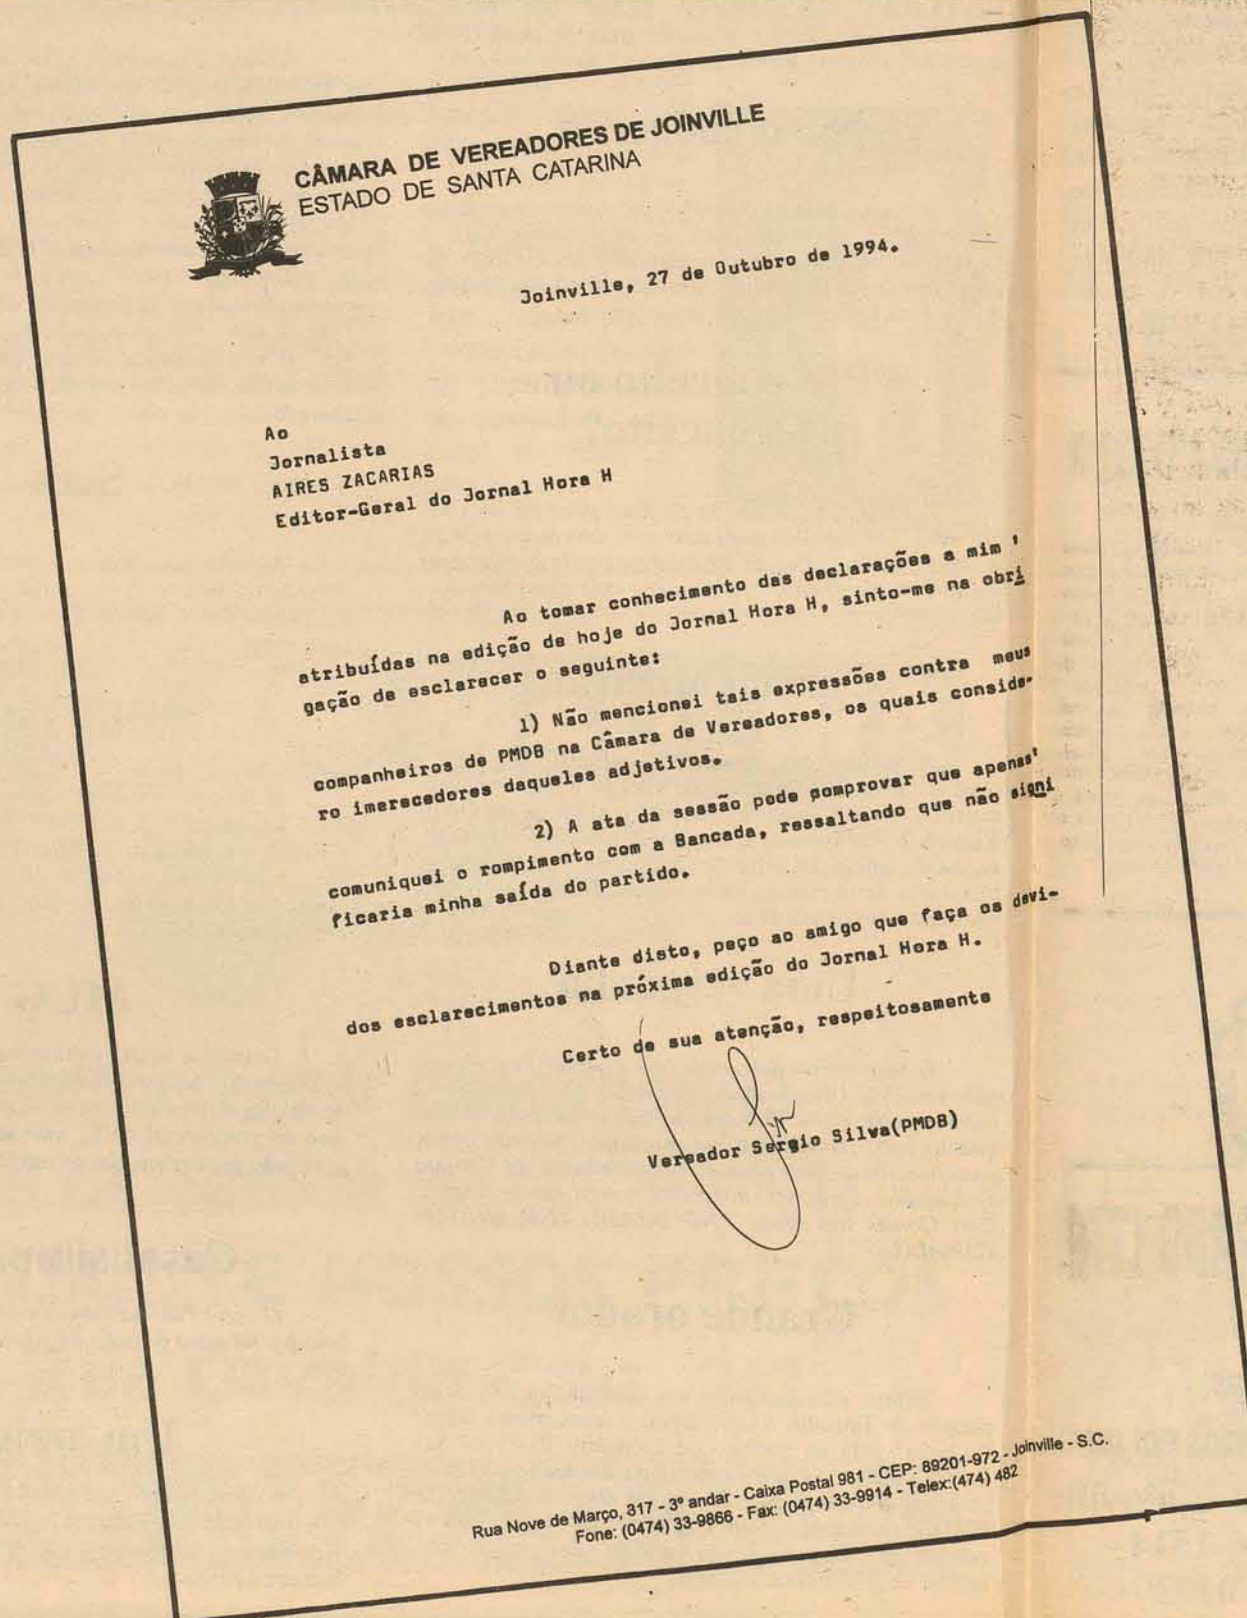 CÂMARA DE VEREADORES DE JOINVILLE
ESTADO DE SANTA CATARINA
Joinville, 27 de Outubro de 1994.
Ao
Jornalista
AIRES ZACARIAS
Editor-Geral do Jornal Hora H
Ao tomar conhecimento das declarações a mim '
atribuídas na edição de hoje do Jornal Hora H, sinto-me na obri
gação de esclarecer o seguinte:
1) Não mencionei tais expressões contra meus
companheiros de PMDB na Câmara de Vereadores, os quais conside-
ro imerecedores daqueles adjetivos.
2) A ata da sessão pode comprovar que apenas'
comuniquei o rompimento com a Bancada, ressaltando que não signi
ficaria minha saída do partido.
Diante disto, peço ao amigo que faça os devi-
dos esclarecimentos na próxima edição do Jornal Hora H.
Certo de sua atenção, respeitosamente
Vereador Sergio Silva(PMDB)
Rua Nove de Março, 317 - 3º andar - Caixa Postal 981 - CEP: 89201-972 - Joinville - S.C.
Fone: (0474) 33-9866 - Fax: (0474) 33-9914 - Telex:(474) 482